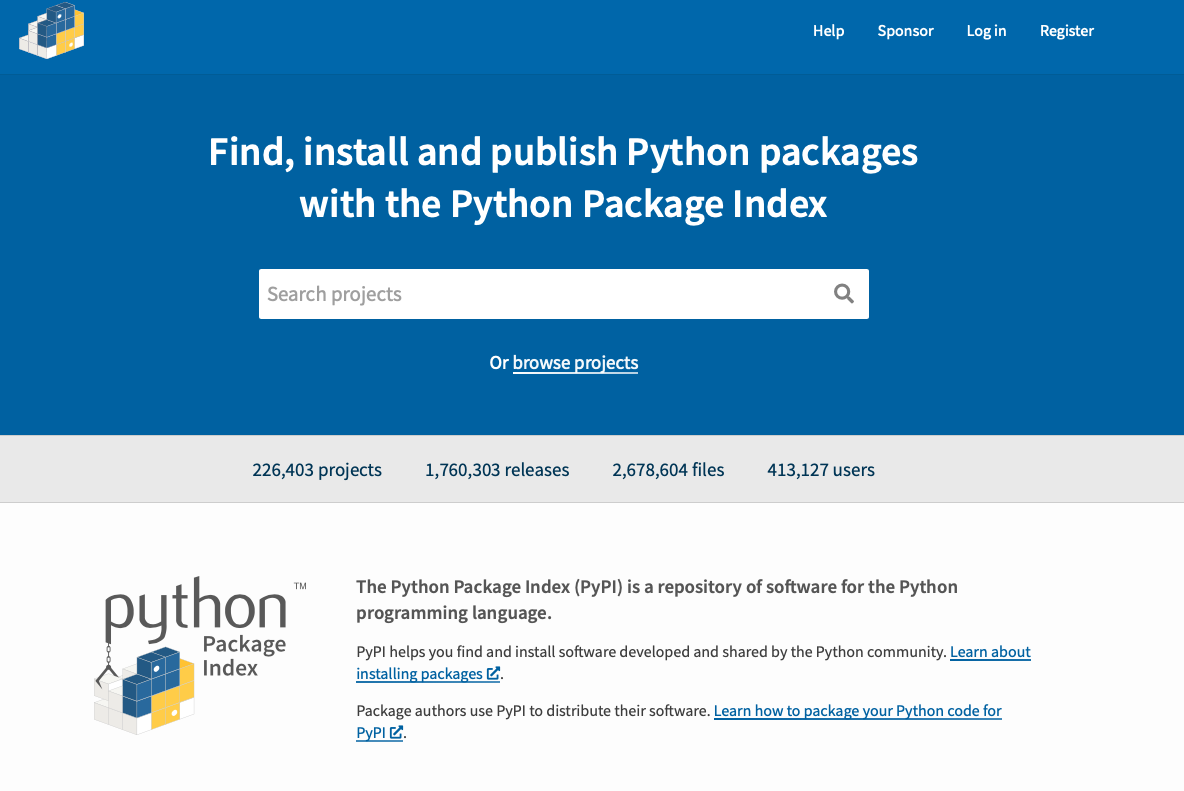 Help Sponsor Log in Register
Find, install and publish Python packages
with the Python Package Index
Search projects
Or browse projects
226,403 projects 1,760,303 releases 2,678,604 files 413,127 users
python TM
Package
Index
The Python Package Index (PyPI) is a repository of software for the Python
programming language.
PyPI helps you find and install software developed and shared by the Python community. Learn about
installing packages.
Package authors use PyPI to distribute their software. Learn how to package your Python code for
PyPI.